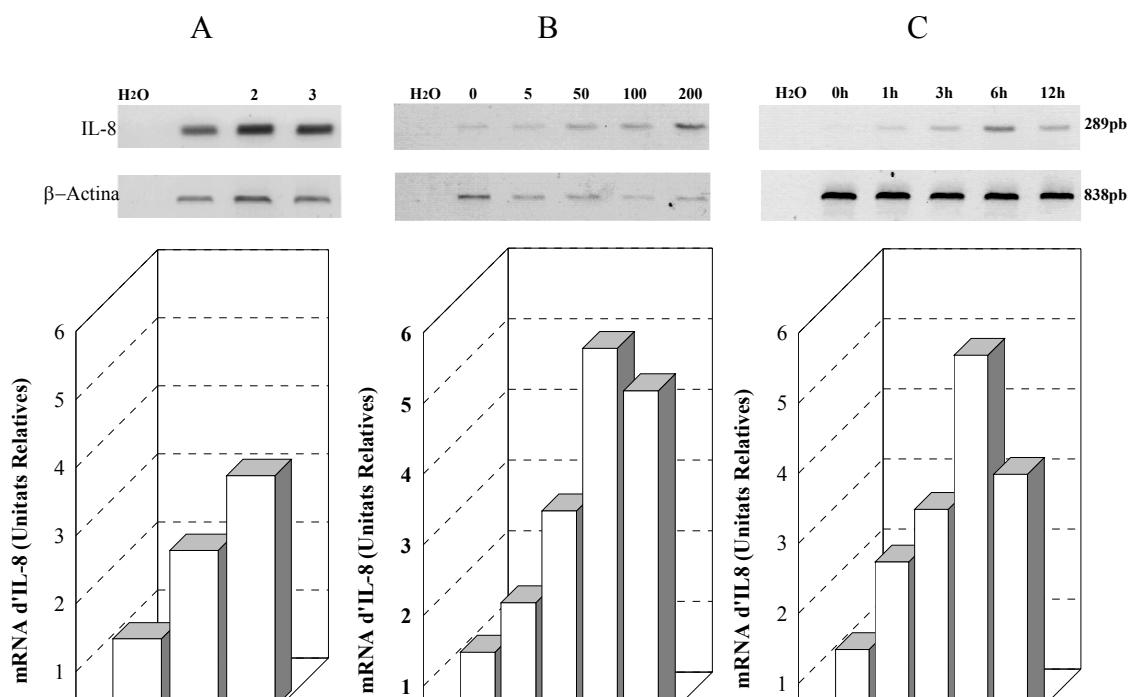 A
B
C
H2O 2 3
H2O 0 5 50 100 200
H2O 0h 1h 3h 6h 12h
IL-8
289pb
β−Actina
838pb
mRNA d'IL-8 (Unitats Relatives)
6
5
4
3
2
1
mRNA d'IL-8 (Unitats Relatives)
6
5
4
3
2
1
mRNA d'IL8 (Unitats Relatives)
6
5
4
3
2
1